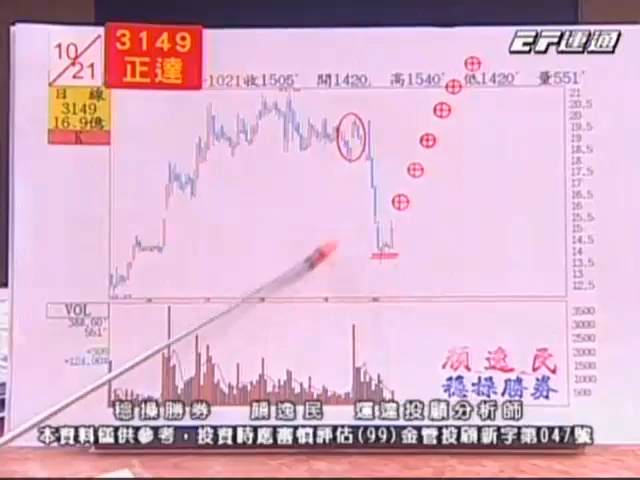 10/21
3149
正達
EF運通
1021收1505 開1420 高1540 低1420 量551
日 線
3149
16.9億
K
21
20.5
20
19.5
19
18.5
18
17.5
17
16.5
16
15.5
15
14.5
14
13.5
13
12.5
VOL
551
3500
3000
2500
2000
1500
1000
500
顏逸民
穩操勝券
穩操勝券 顏逸民 運達投顧分析師
本資料僅供參考，投資時應審慎評估(99)金管投顧新字第047號